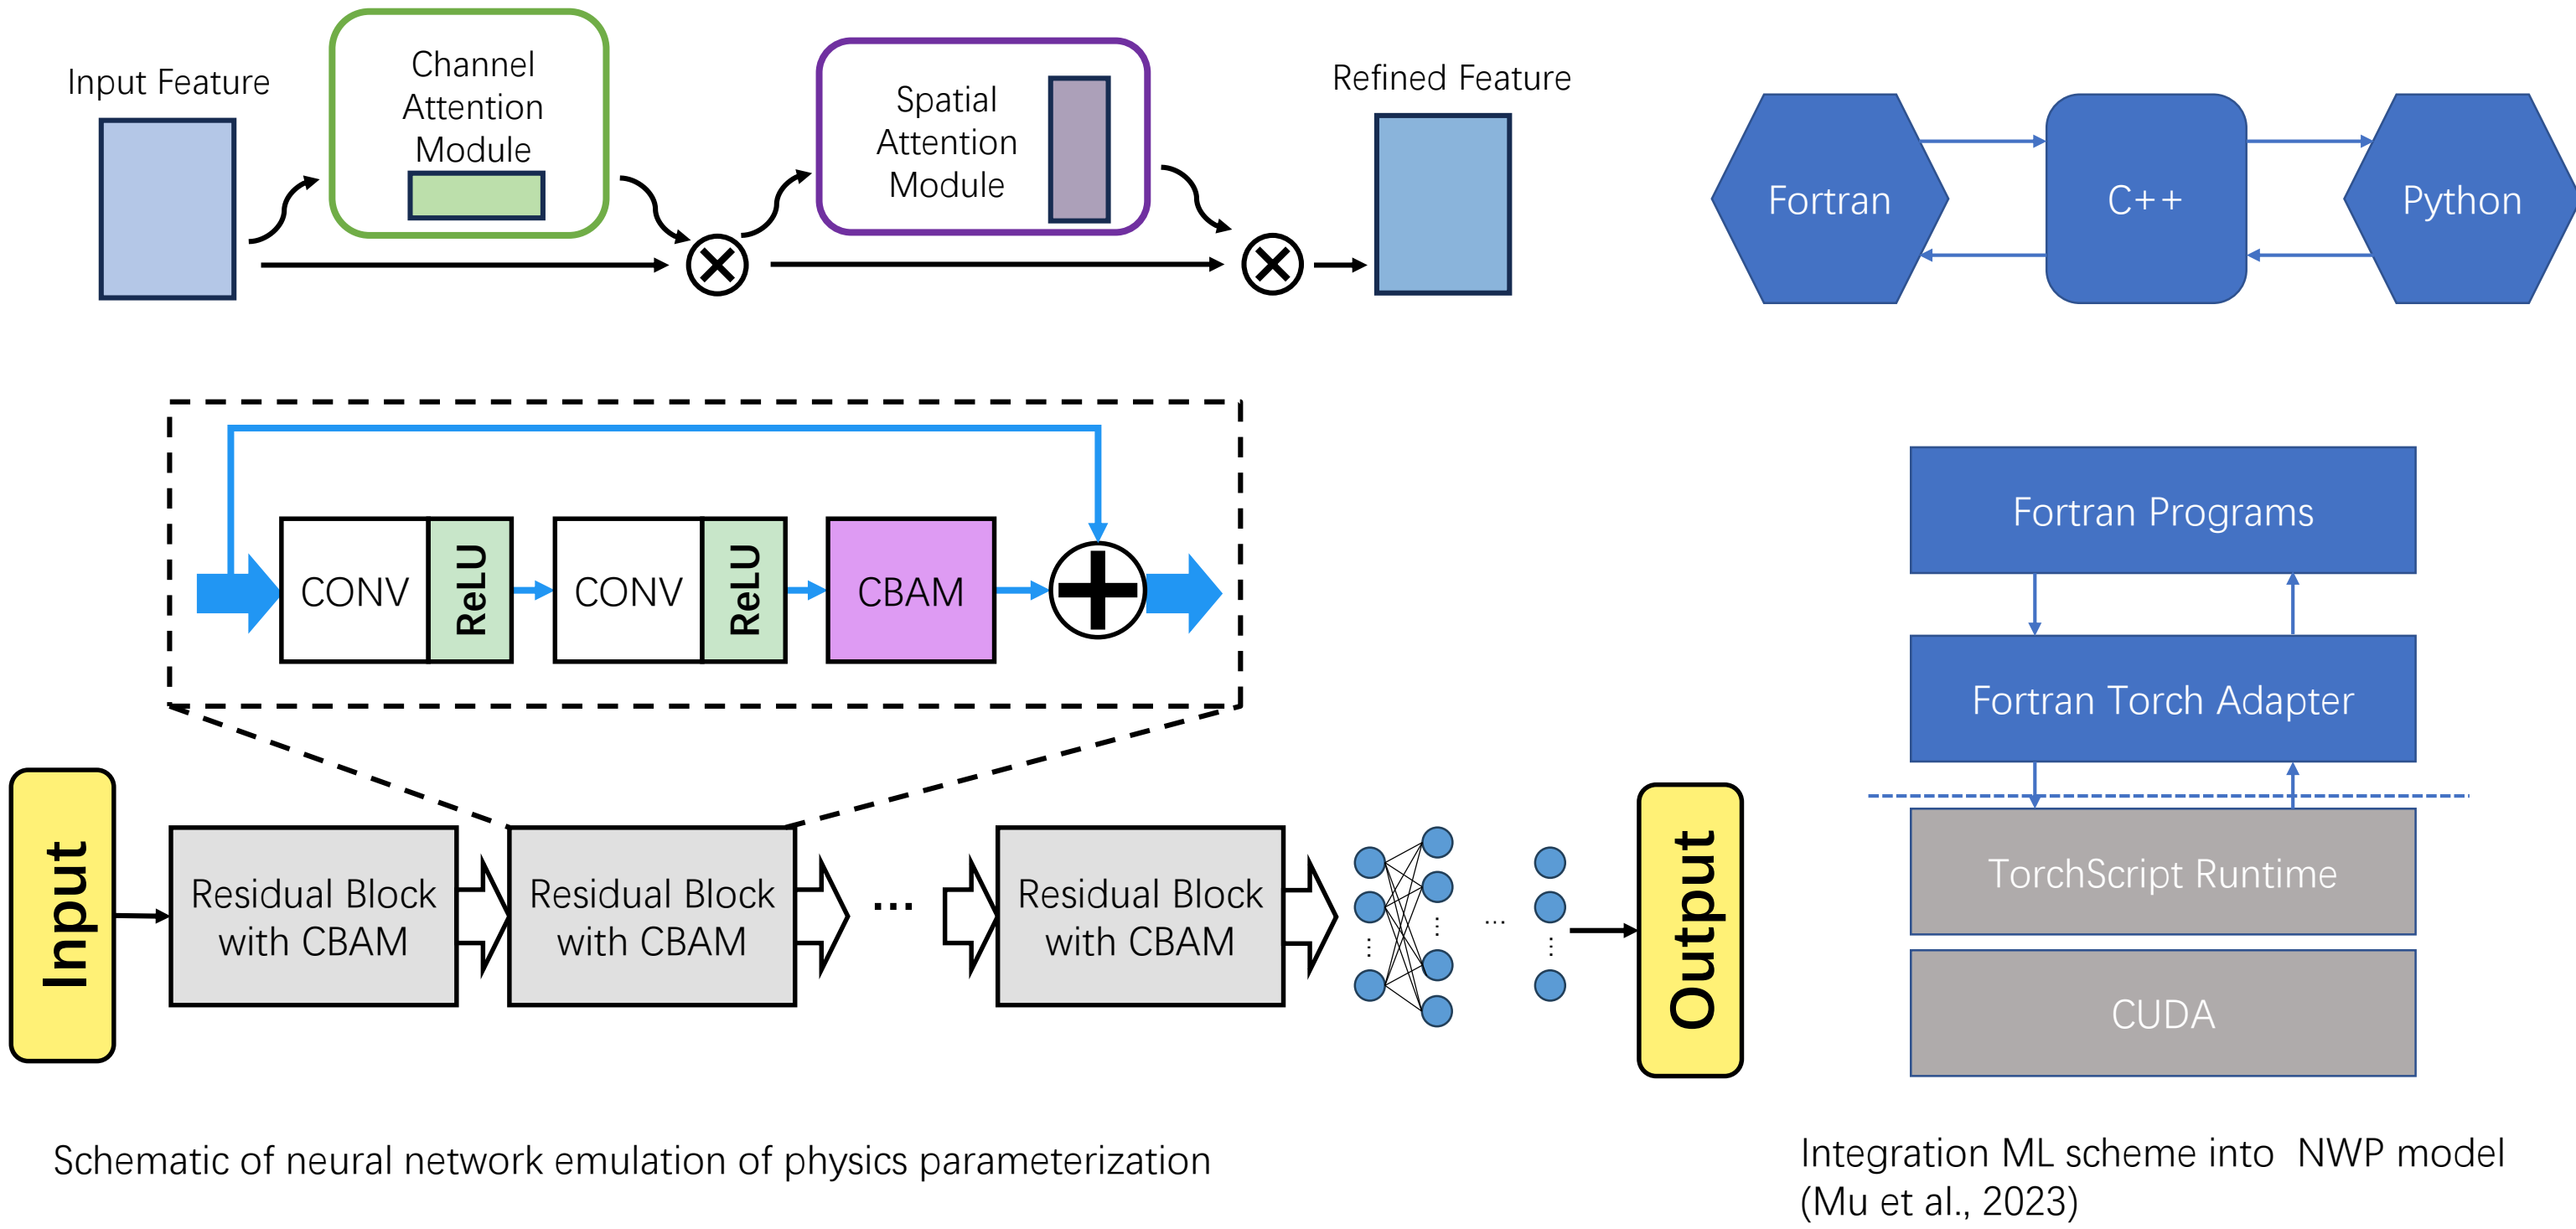 Input Feature
Channel
Attention
Module
Spatial
Attention
Module
Refined Feature
Fortran
C++
Python
CONV
ReLU
CONV
ReLU
CBAM
Fortran Programs
Fortran Torch Adapter
TorchScript Runtime
CUDA
Input
Residual Block
with CBAM
Residual Block
with CBAM
...
Residual Block
with CBAM
...
Output
Schematic of neural network emulation of physics parameterization
Integration ML scheme into NWP model
(Mu et al., 2023)